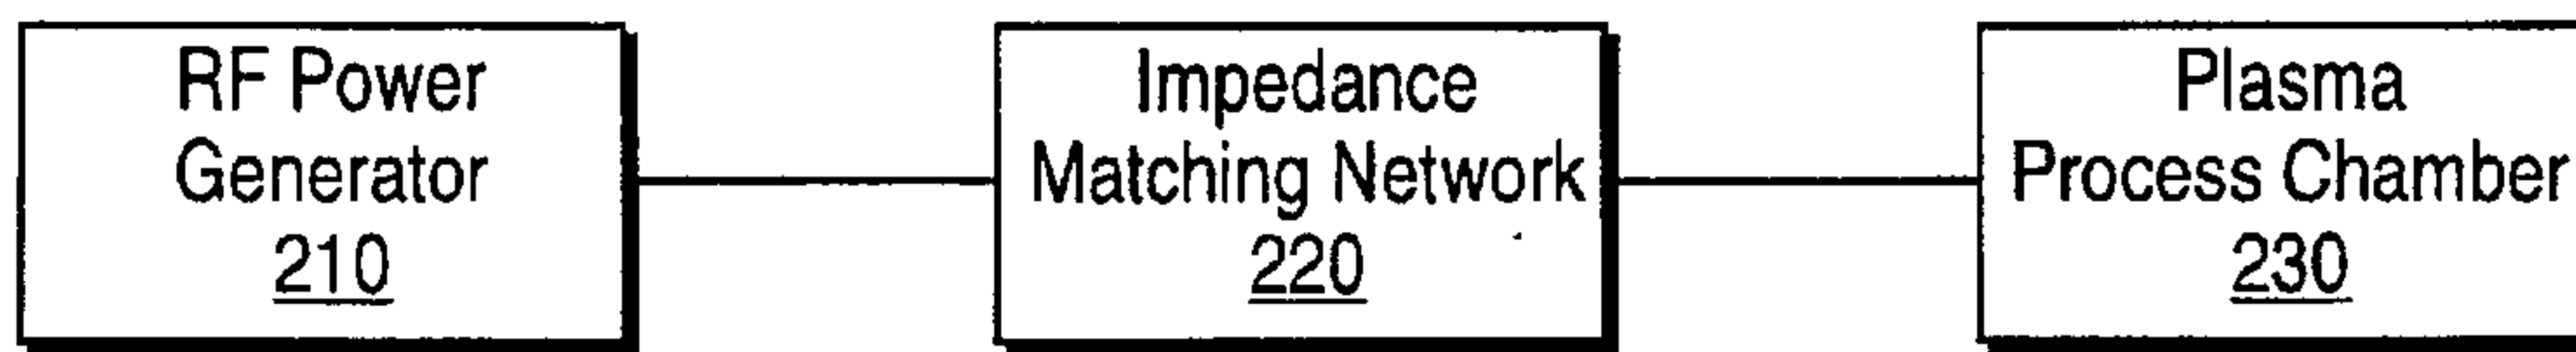 RF Power
Generator
210
Impedance
Matching Network
220
Plasma
Process Chamber
230